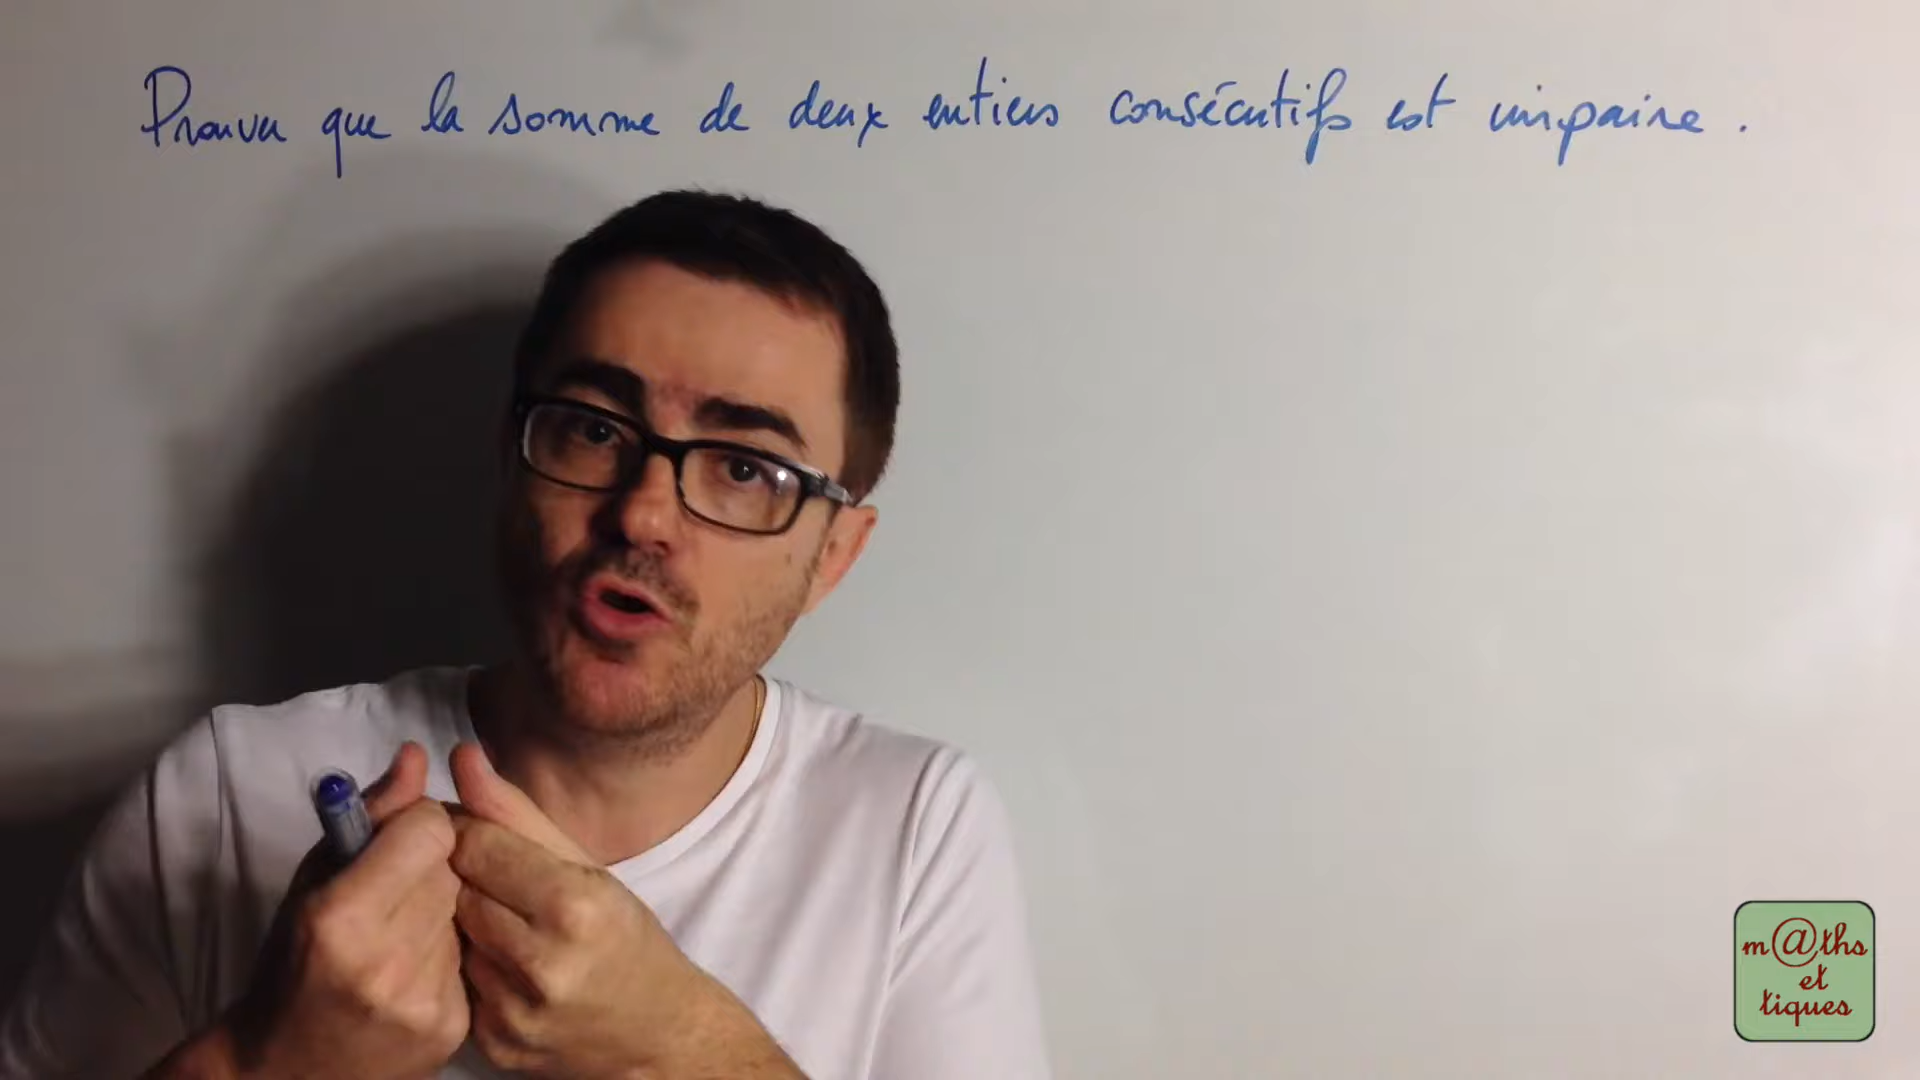 Prouver que la somme de deux entiers consécutifs est impaire.
m@ths
et
tiques